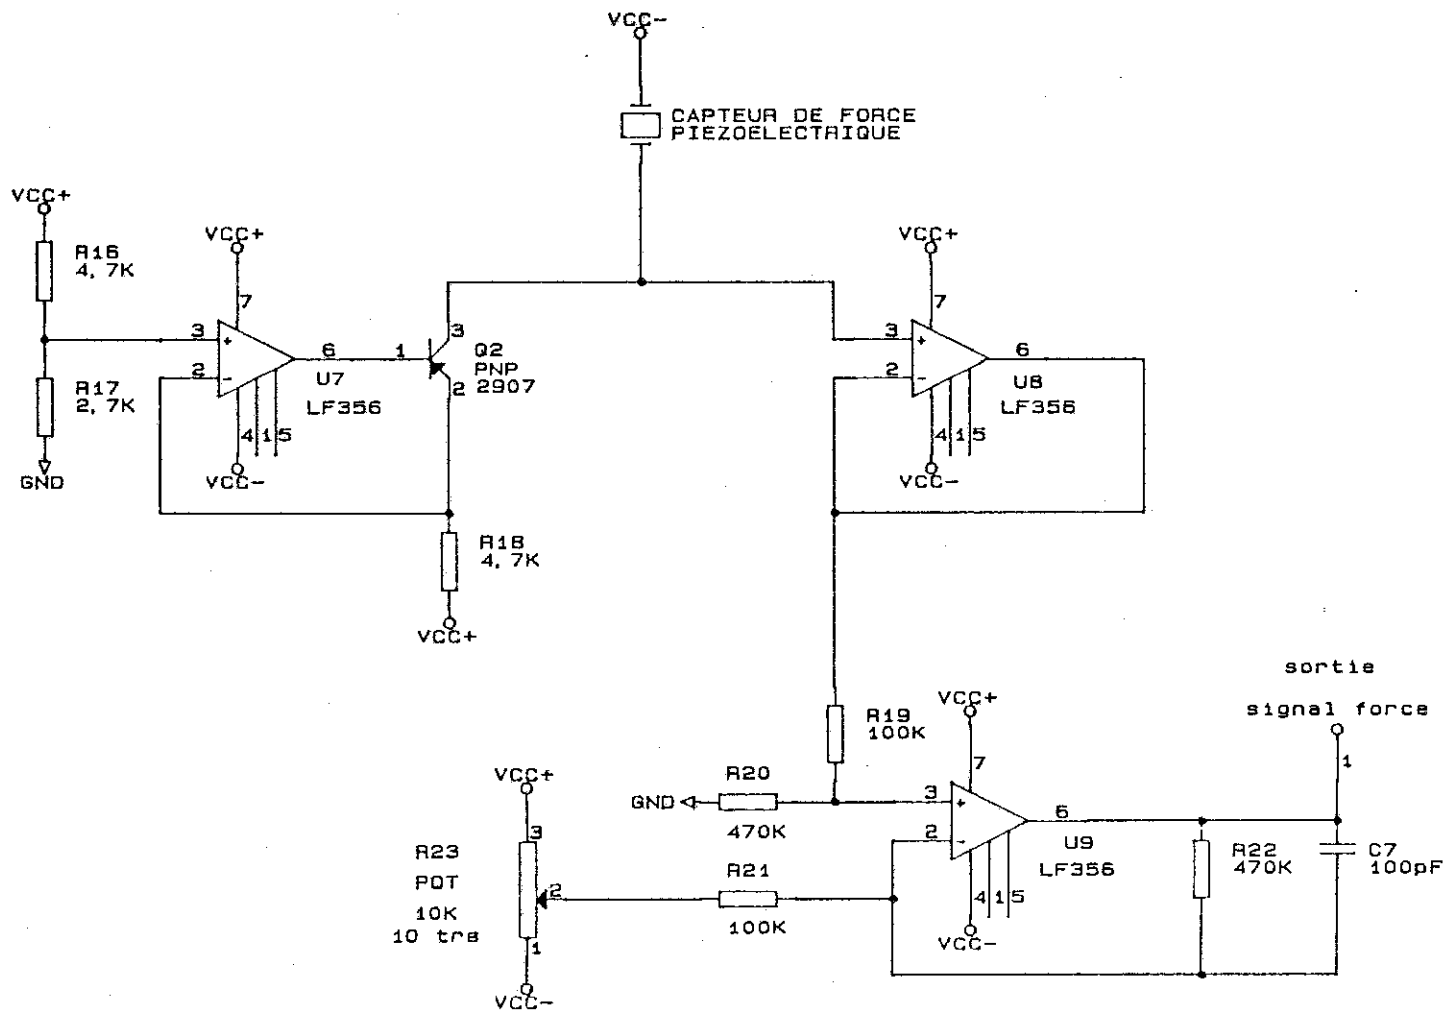 VCC-
CAPTEUR DE FORCE
PIEZOELECTRIQUE
VCC+
R16
4,7K
R17
2,7K
GND
VCC+
7
3
+
2
-
6
U7
LF356
4
1
5
VCC-
1
3
2
Q2
PNP
2907
R18
4,7K
VCC+
VCC+
7
3
+
2
-
6
U8
LF356
4
1
5
VCC-
R19
100K
GND
R20
470K
VCC+
3
R23
POT
10K
10 trs
2
1
VCC-
R21
100K
VCC+
7
3
+
2
-
6
U9
LF356
4
1
5
VCC-
R22
470K
C7
100pF
sortie
signal force
1